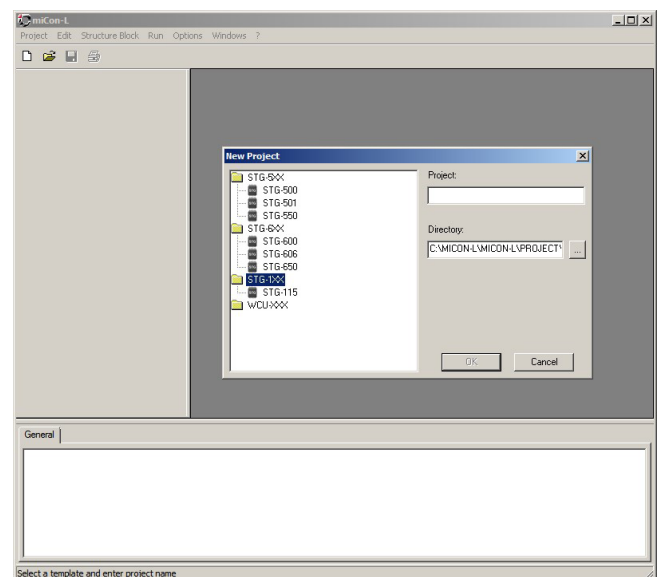 miCon-L
Project Edit Structure Block Run Options Windows ?
New Project
STG-5XX
STG-500
STG-501
STG-550
STG-6XX
STG-600
STG-606
STG-650
STG-1XX
STG-115
WCU-XXX
Project:
Directory:
C:\MICON-L\MICON-L\PROJECT\
...
OK
Cancel
General
Select a template and enter project name